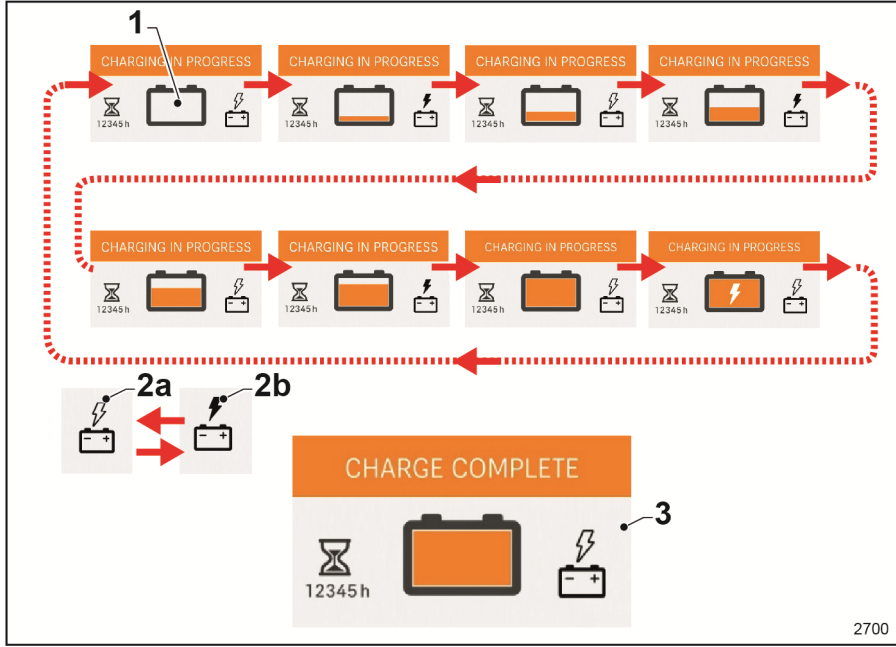 1
CHARGING IN PROGRESS
CHARGING IN PROGRESS
CHARGING IN PROGRESS
CHARGING IN PROGRESS
12345 h
- +
12345 h
- +
12345 h
- +
12345 h
- +
CHARGING IN PROGRESS
CHARGING IN PROGRESS
CHARGING IN PROGRESS
CHARGING IN PROGRESS
12345 h
- +
12345 h
- +
12345 h
- +
12345 h
- +
2a
2b
- +
- +
CHARGE COMPLETE
3
12345 h
- +
2700